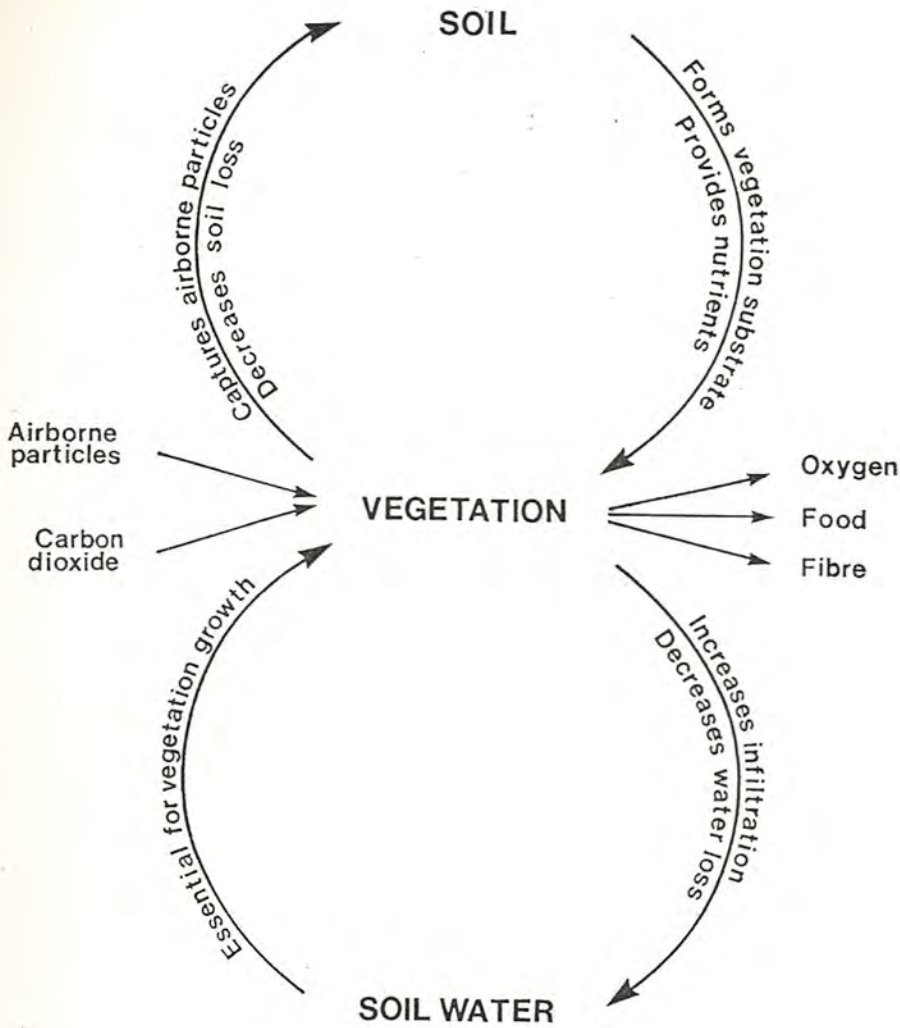 SOIL
Captures airborne particles
Decreases soil loss
Forms vegetation substrate
Provides nutrients
Airborne
particles
Carbon
dioxide
VEGETATION
Oxygen
Food
Fibre
Essential for vegetation growth
Increases infiltration
Decreases water loss
SOIL WATER